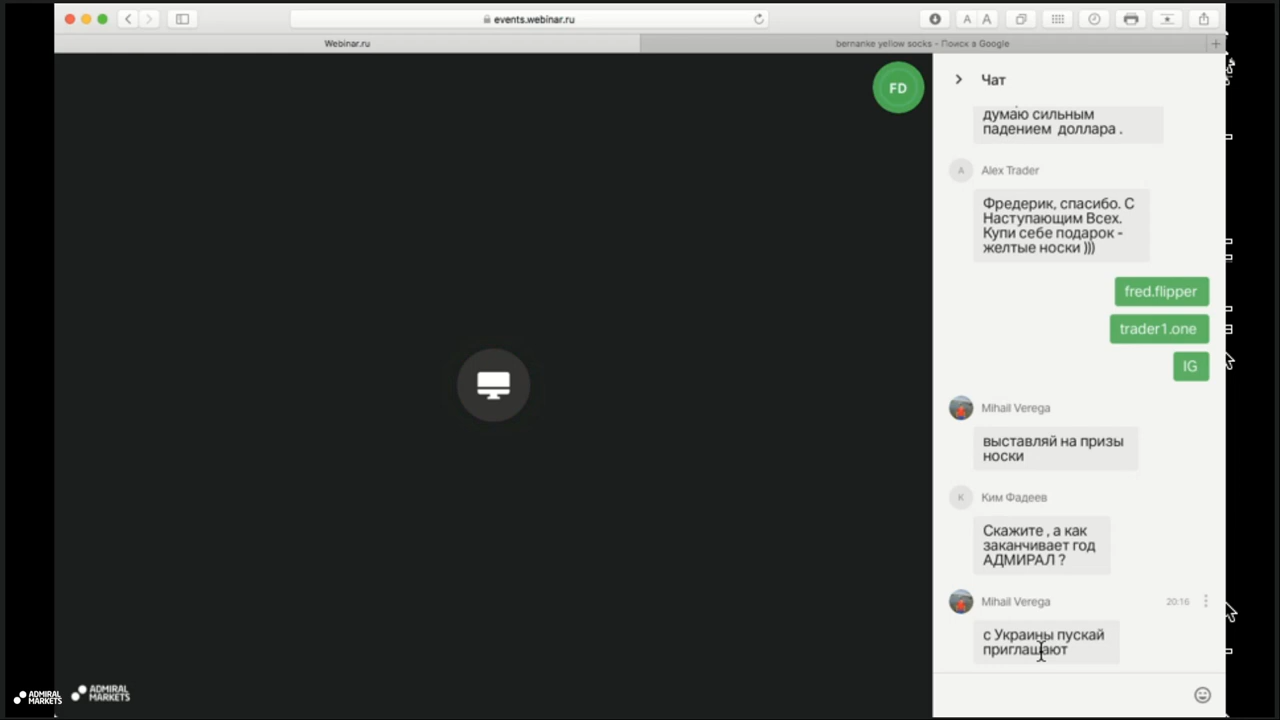 events.webinar.ru
A A
Webinar.ru
bernanke yellow socks – Поиск в Google
+
FD
Чат
думаю сильным
падением доллара .
A
Alex Trader
Фредерик, спасибо. С
Наступающим Всех.
Купи себе подарок -
желтые носки )))
fred.flipper
trader1.one
IG
Mihail Verega
выставляй на призы
носки
К
Ким Фадеев
Скажите , а как
заканчивает год
АДМИРАЛ ?
Mihail Verega
20:16
с Украины пускай
приглашают
ADMIRAL
MARKETS
ADMIRAL
MARKETS